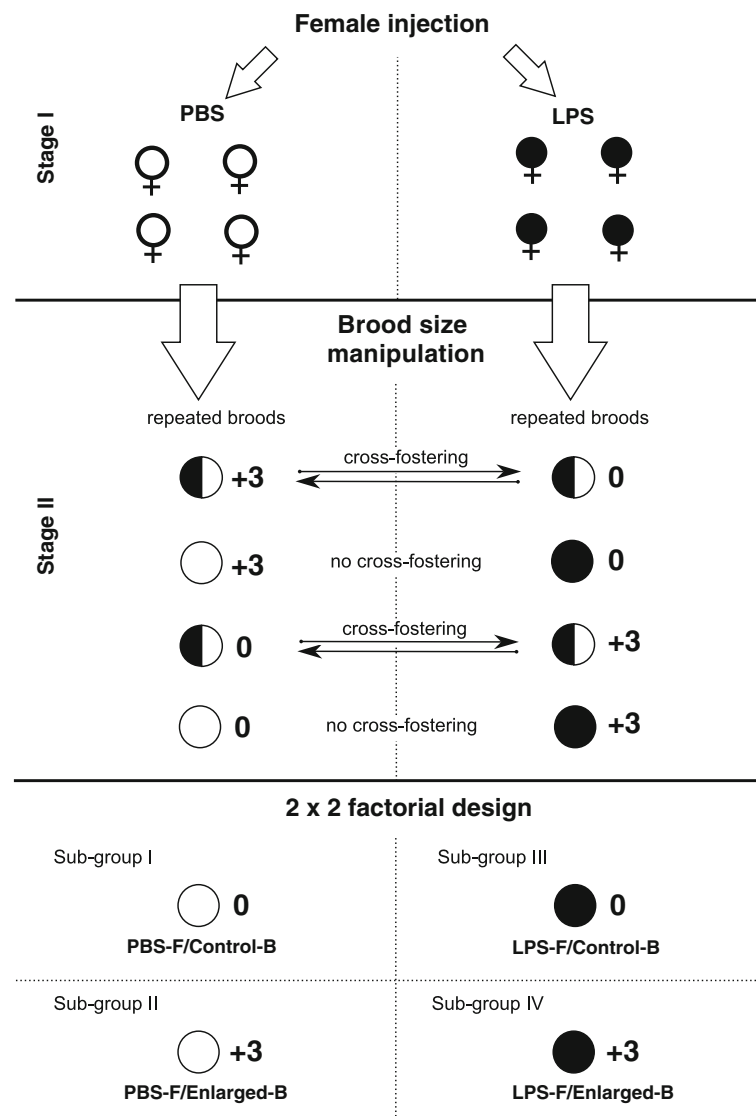 Female injection
PBS
LPS
Stage I
Brood size
manipulation
repeated broods
repeated broods
+3
cross-fostering
0
Stage II
+3
no cross-fostering
0
0
cross-fostering
+3
0
no cross-fostering
+3
2 x 2 factorial design
Sub-group I
0
PBS-F/Control-B
Sub-group III
0
LPS-F/Control-B
Sub-group II
+3
PBS-F/Enlarged-B
Sub-group IV
+3
LPS-F/Enlarged-B